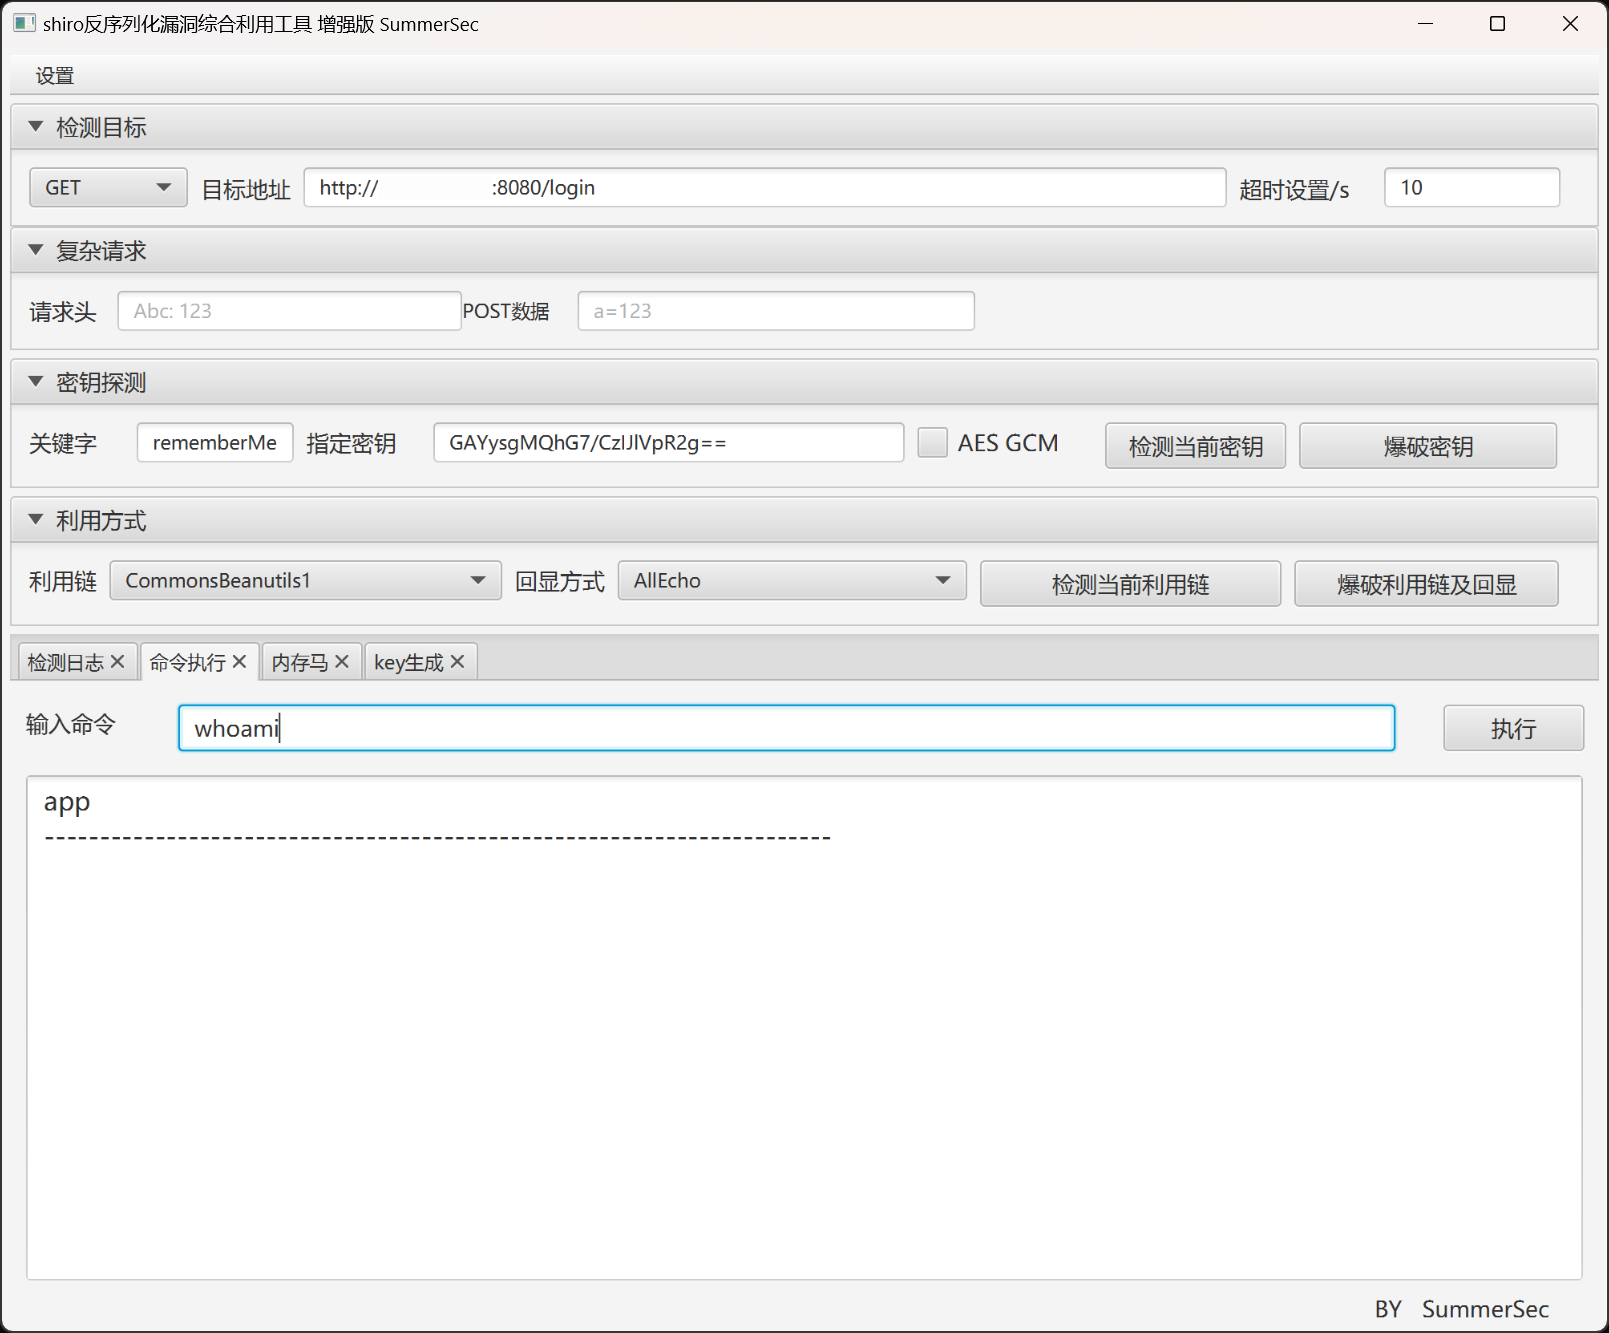 shiro反序列化漏洞综合利用工具 增强版 SummerSec
设置
检测目标
GET 目标地址 http:// :8080/login 超时设置/s 10
复杂请求
请求头 Abc: 123 POST数据 a=123
密钥探测
关键字 rememberMe 指定密钥 GAYysgMQhG7/CzIJlVpR2g== AES GCM 检测当前密钥 爆破密钥
利用方式
利用链 CommonsBeanutils1 回显方式 AllEcho 检测当前利用链 爆破利用链及回显
检测日志 命令执行 内存马 key生成
输入命令 whoami 执行
app
----------------------------------------------------------------------
BY SummerSec